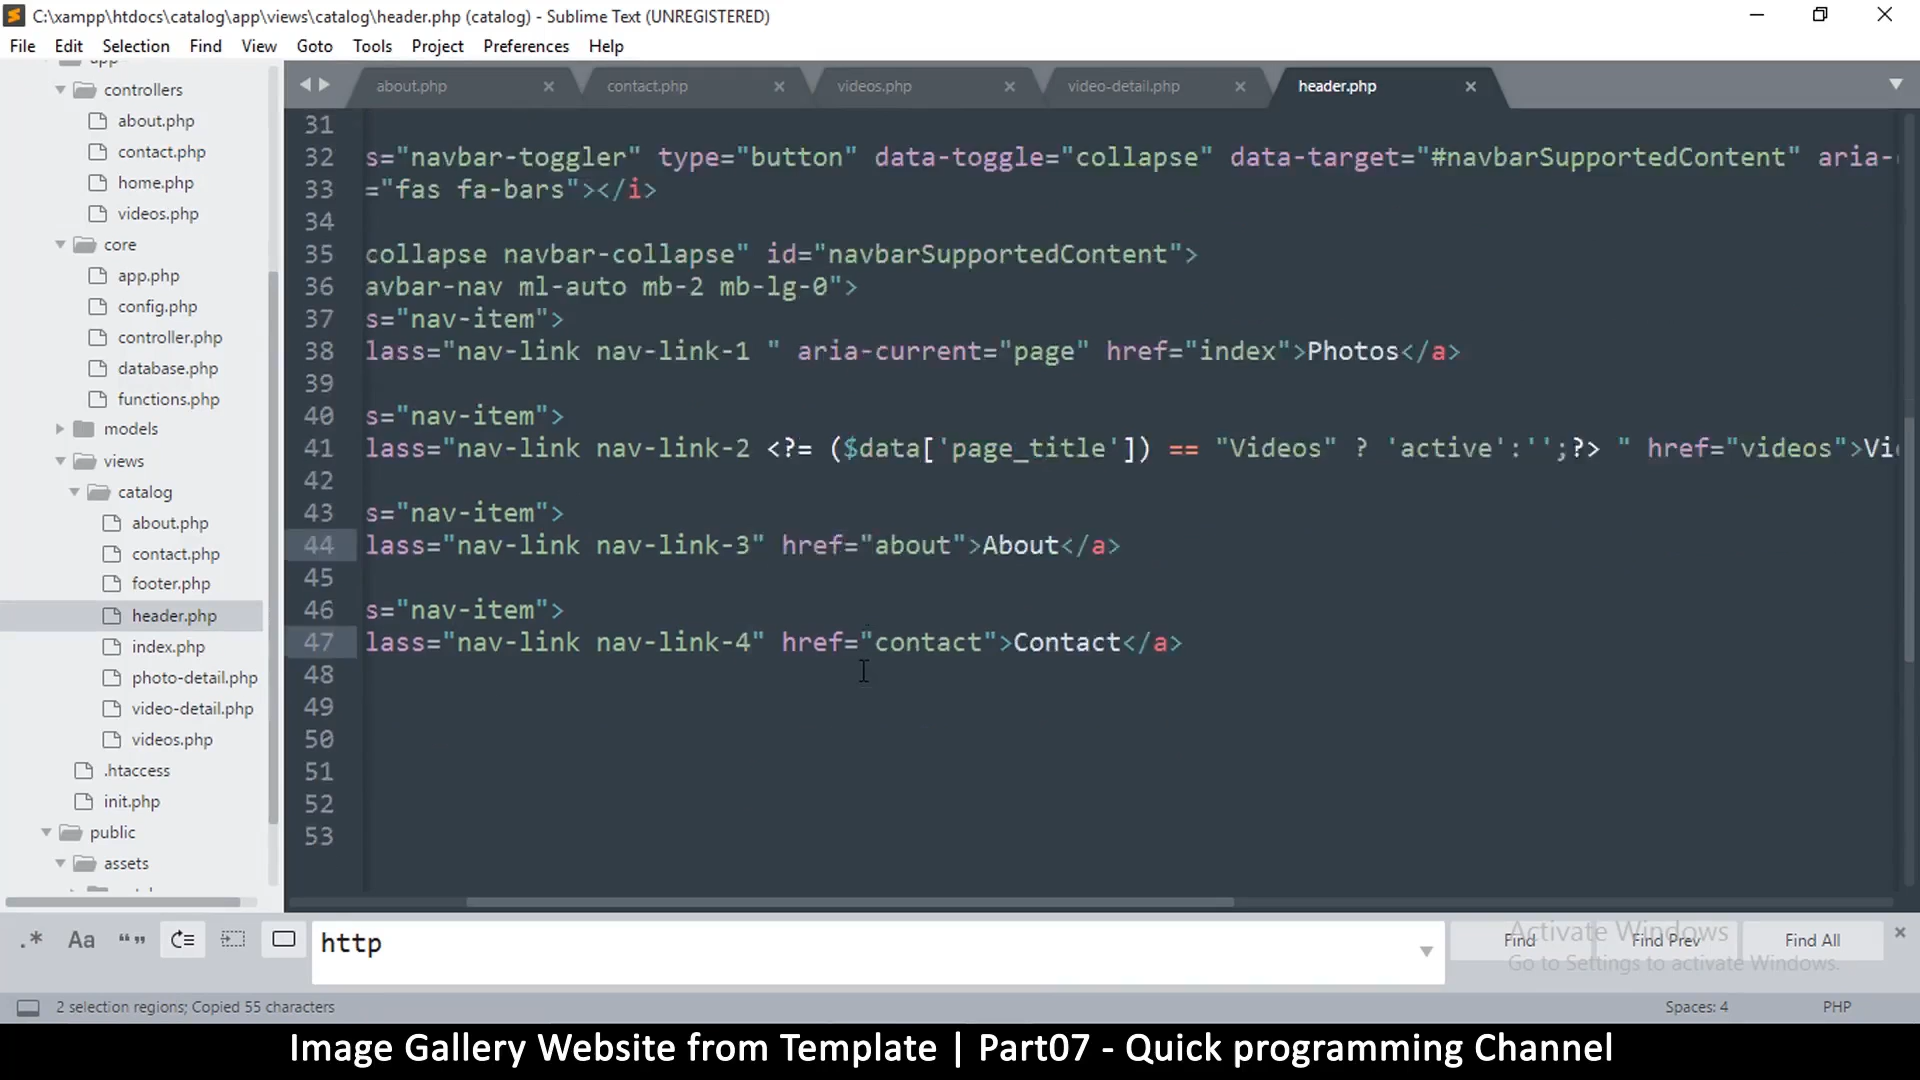 C:\xampp\htdocs\catalog\app\views\catalog\header.php (catalog) - Sublime Text (UNREGISTERED)
File Edit Selection Find View Goto Tools Project Preferences Help
app
controllers
about.php
contact.php
home.php
videos.php
core
app.php
config.php
controller.php
database.php
functions.php
models
views
catalog
about.php
contact.php
footer.php
header.php
index.php
photo-detail.php
video-detail.php
videos.php
.htaccess
init.php
public
assets
about.php contact.php videos.php video-detail.php header.php
31
32 s="navbar-toggler" type="button" data-toggle="collapse" data-target="#navbarSupportedContent" aria-
33 ="fas fa-bars"></i>
34
35 collapse navbar-collapse" id="navbarSupportedContent">
36 avbar-nav ml-auto mb-2 mb-lg-0">
37 s="nav-item">
38 lass="nav-link nav-link-1 " aria-current="page" href="index">Photos</a>
39
40 s="nav-item">
41 lass="nav-link nav-link-2 <?= ($data['page_title']) == "Videos" ? 'active':'';?> " href="videos">Vi
42
43 s="nav-item">
44 lass="nav-link nav-link-3" href="about">About</a>
45
46 s="nav-item">
47 lass="nav-link nav-link-4" href="contact">Contact</a>
48
49
50
51
52
53
.* Aa “” http Find Find Prev Find All
Activate Windows
Go to Settings to activate Windows.
2 selection regions; Copied 55 characters Spaces: 4 PHP
Image Gallery Website from Template | Part07 - Quick programming Channel